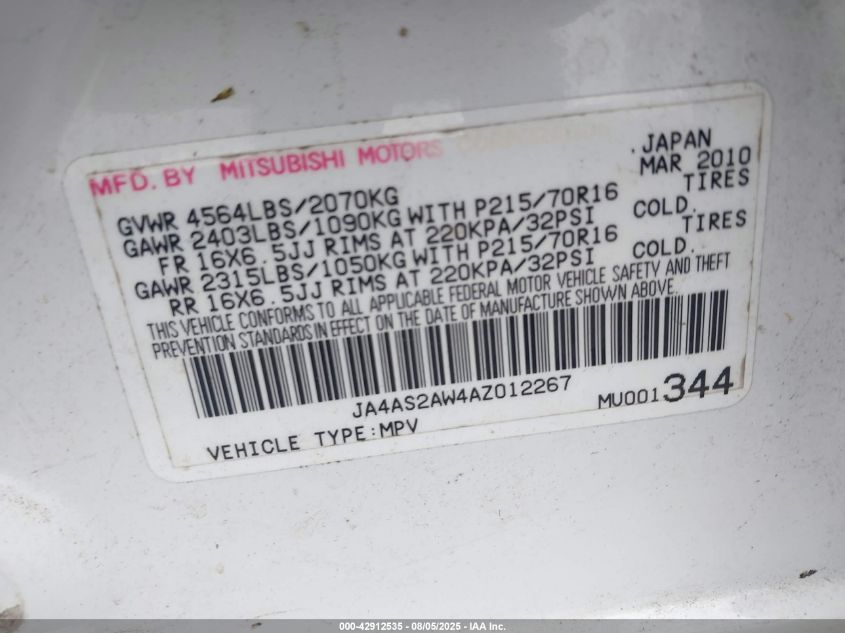 MFD. BY MITSUBISHI MOTORS CORPORATION . JAPAN
MAR 2010
GVWR 4564LBS/2070KG
GAWR 2403LBS/1090KG WITH P215/70R16 TIRES
FR 16X6.5JJ RIMS AT 220KPA/32PSI COLD.
GAWR 2315LBS/1050KG WITH P215/70R16 TIRES
RR 16X6.5JJ RIMS AT 220KPA/32PSI COLD.
THIS VEHICLE CONFORMS TO ALL APPLICABLE FEDERAL MOTOR VEHICLE SAFETY AND THEFT
PREVENTION STANDARDS IN EFFECT ON THE DATE OF MANUFACTURE SHOWN ABOVE.
JA4AS2AW4AZ012267
MU001344
VEHICLE TYPE:MPV
000-42912535 - 08/05/2025 - IAA Inc.